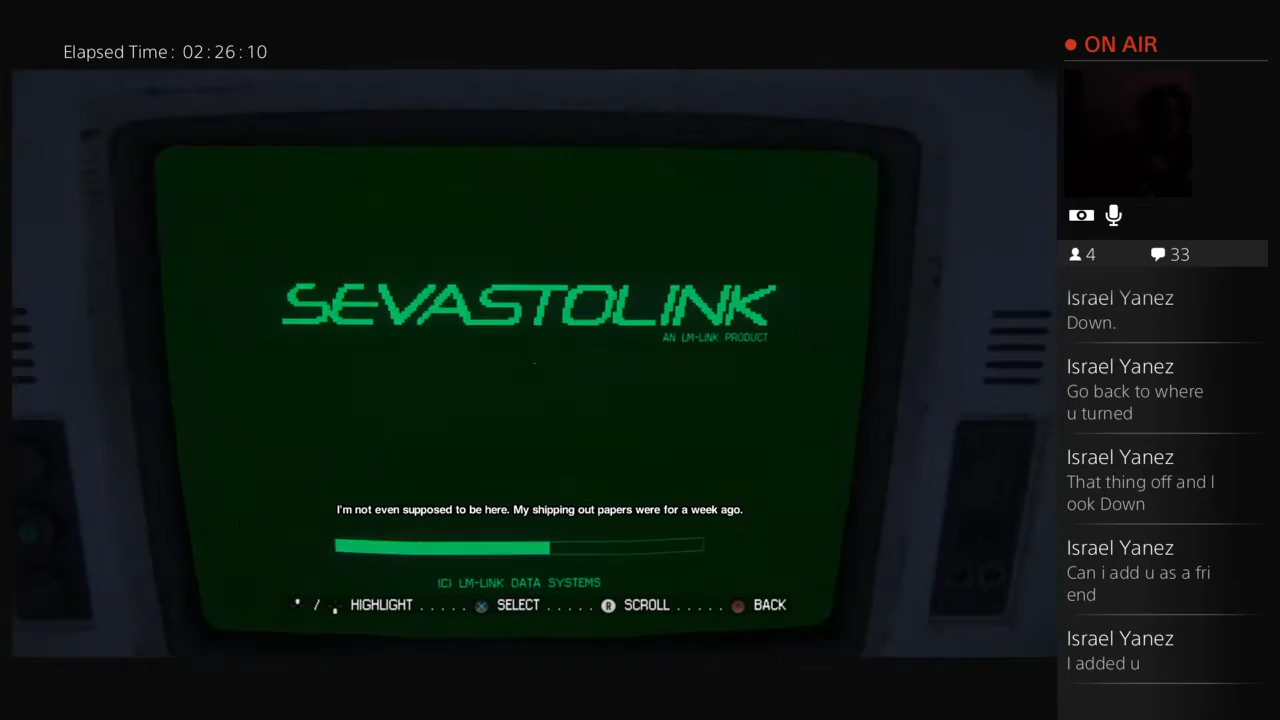 Elapsed Time: 02:26:10
ON AIR
4 33
SEVASTOLINK
AN LM-LINK PRODUCT
I'm not even supposed to be here. My shipping out papers were for a week ago.
(C) LM-LINK DATA SYSTEMS
/ HIGHLIGHT ..... SELECT ..... R SCROLL ..... BACK
Israel Yanez
Down.
Israel Yanez
Go back to where
u turned
Israel Yanez
That thing off and l
ook Down
Israel Yanez
Can i add u as a fri
end
Israel Yanez
I added u